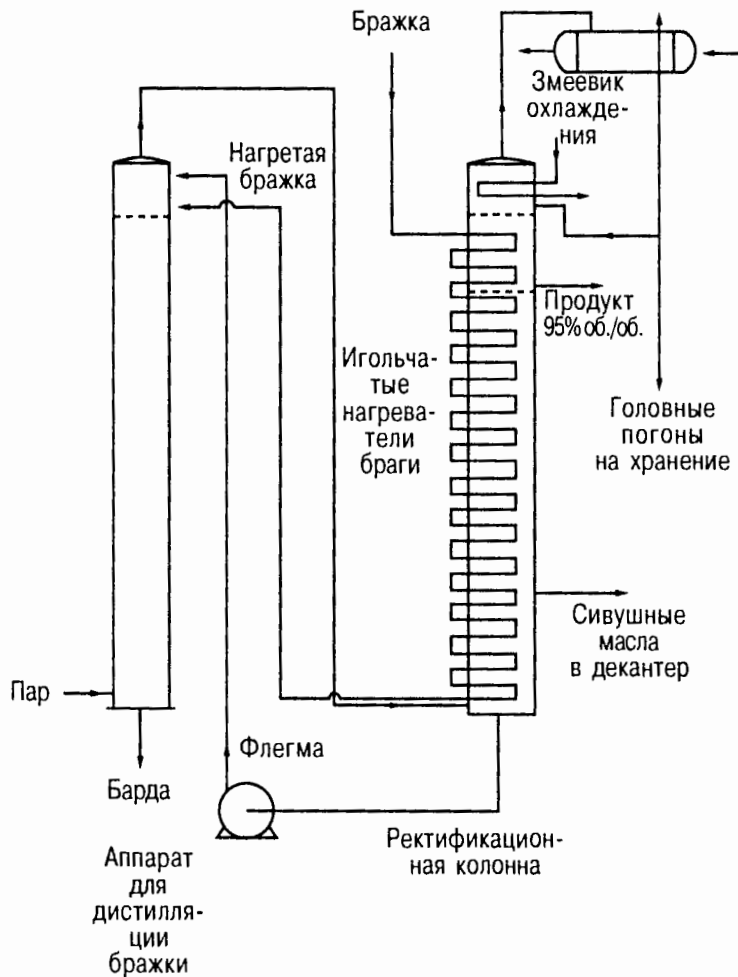 Бражка
Змеевик
охлажде-
ния
Нагретая
бражка
Продукт
95% об./об.
Игольча-
тые
нагрева-
тели
браги
Головные
погоны
на хранение
Сивушные
масла
в декантер
Пар
Флегма
Барда
Ректификацион-
ная колонна
Аппарат
для
дистилля-
ции
бражки